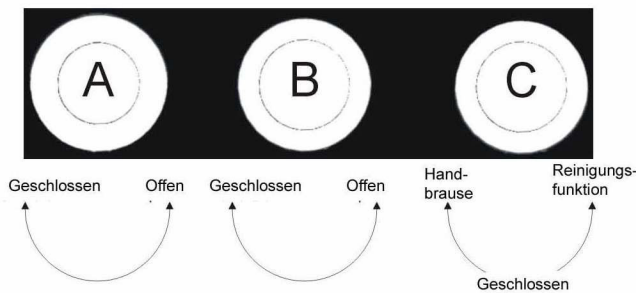 A B C
Geschlossen Offen Geschlossen Offen Hand-
brause Reinigungs-
funktion
Geschlossen